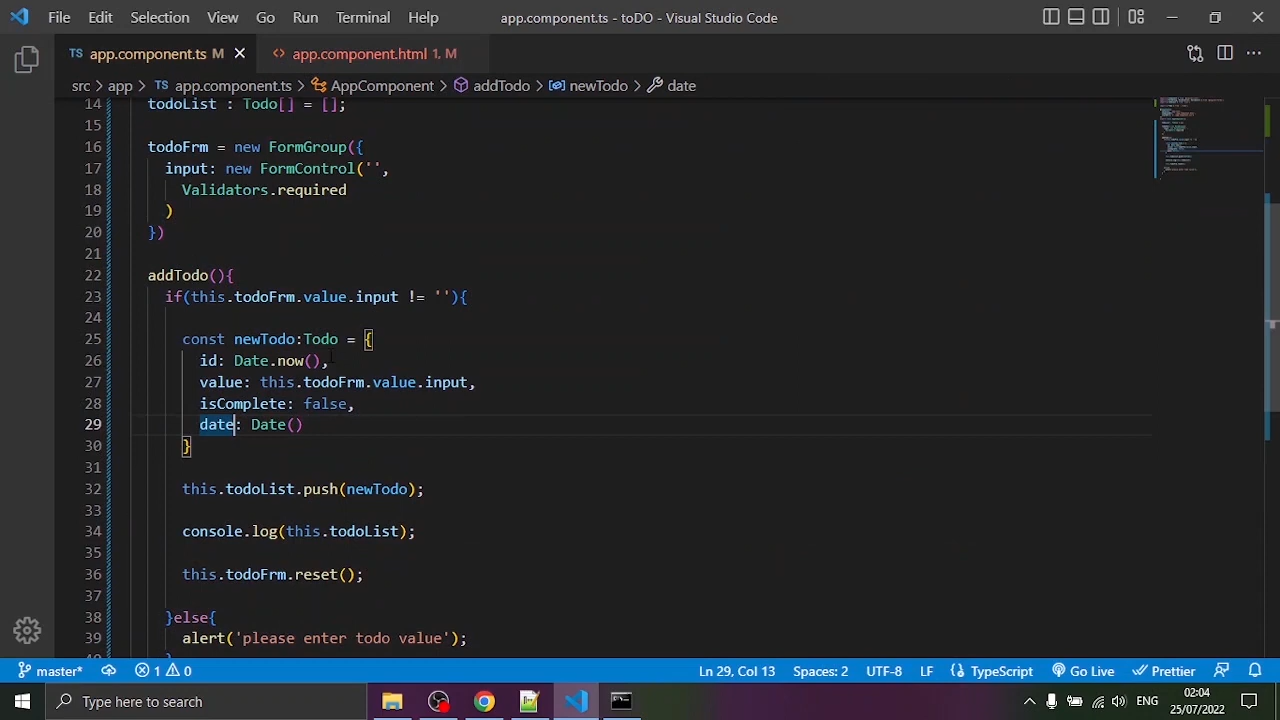 File Edit Selection View Go Run Terminal Help app.component.ts - toDO - Visual Studio Code
TS app.component.ts M <> app.component.html 1, M
src > app > TS app.component.ts > AppComponent > addTodo > newTodo > date
14 todoList : Todo[] = [];
15
16 todoFrm = new FormGroup({
17 input: new FormControl('',
18 Validators.required
19 )
20 })
21
22 addTodo(){
23 if(this.todoFrm.value.input != ''){
24
25 const newTodo:Todo = {
26 id: Date.now(),
27 value: this.todoFrm.value.input,
28 isComplete: false,
29 date: Date()
30 }
31
32 this.todoList.push(newTodo);
33
34 console.log(this.todoList);
35
36 this.todoFrm.reset();
37
38 }else{
39 alert('please enter todo value');
master* 1 0 Ln 29, Col 13 Spaces: 2 UTF-8 LF TypeScript Go Live Prettier
Type here to search ENG 02:04
25/07/2022